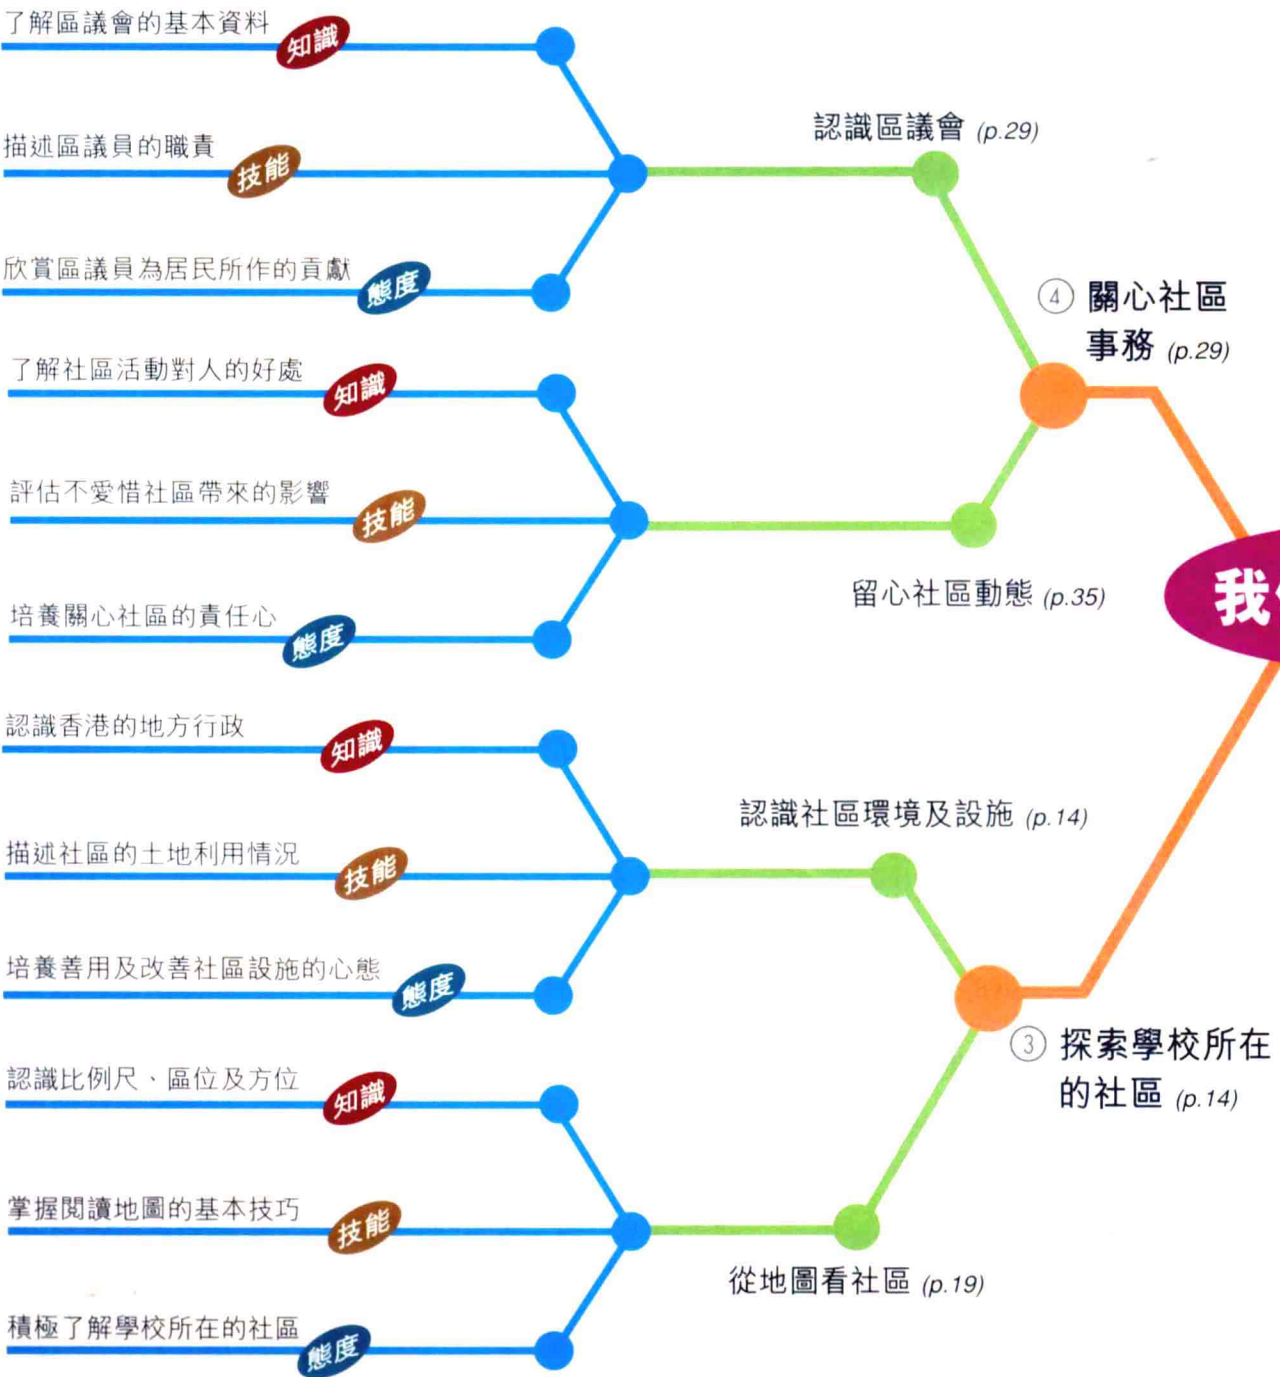 了解區議會的基本資料
知識
描述區議員的職責
技能
欣賞區議員為居民所作的貢獻
態度
認識區議會 (p.29)
④ 關心社區
事務 (p.29)
了解社區活動對人的好處
知識
評估不愛惜社區帶來的影響
技能
培養關心社區的責任心
態度
留心社區動態 (p.35)
我
認識香港的地方行政
知識
描述社區的土地利用情況
技能
培養善用及改善社區設施的心態
態度
認識社區環境及設施 (p.14)
③ 探索學校所在
的社區 (p.14)
認識比例尺、區位及方位
知識
掌握閱讀地圖的基本技巧
技能
積極了解學校所在的社區
態度
從地圖看社區 (p.19)